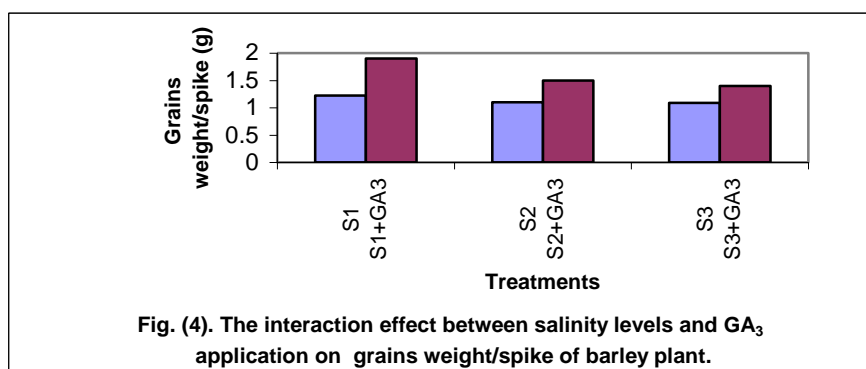 Grains
weight/spike (g)
2
1.5
1
0.5
0
S1
S1+GA3
S2
S2+GA3
S3
S3+GA3
Treatments
Fig. (4). The interaction effect between salinity levels and GA₃
application on grains weight/spike of barley plant.